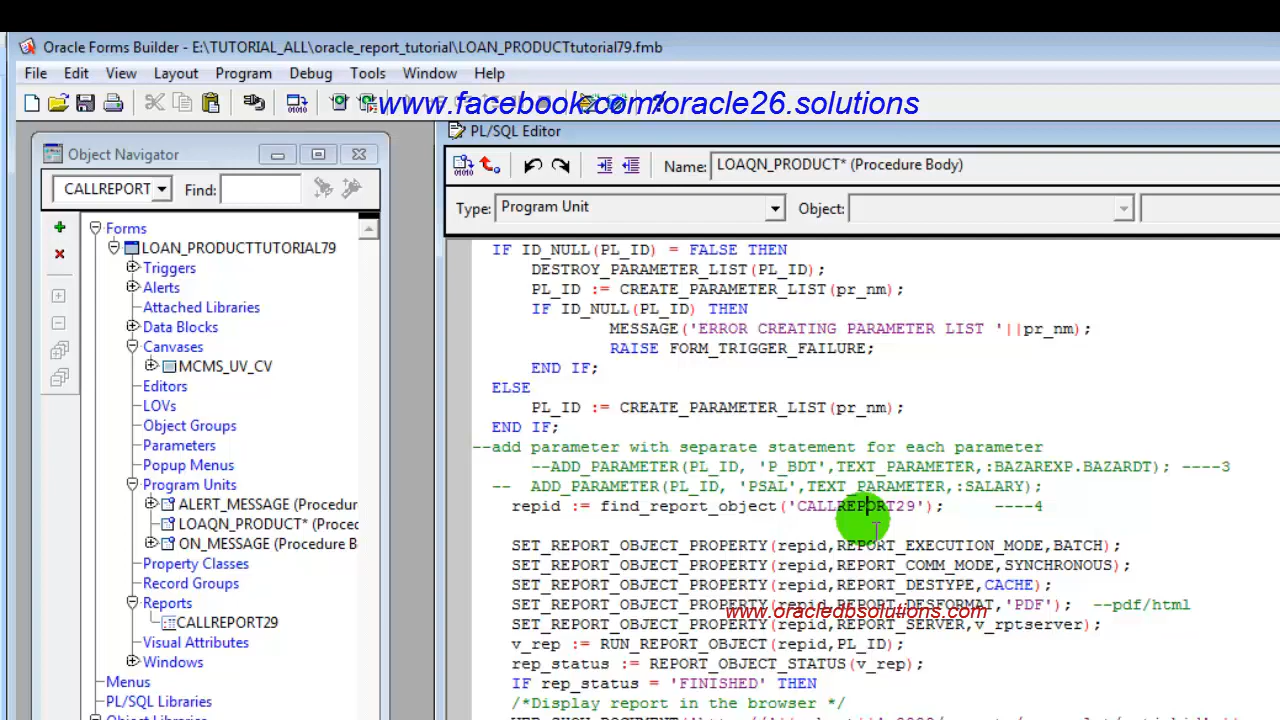 Oracle Forms Builder - E:\TUTORIAL_ALL\oracle_report_tutorial\LOAN_PRODUCTtutorial79.fmb
File Edit View Layout Program Debug Tools Window Help
www.facebook.com/oracle26.solutions
Object Navigator
CALLREPORT Find:
Forms
LOAN_PRODUCTTUTORIAL79
Triggers
Alerts
Attached Libraries
Data Blocks
Canvases
MCMS_UV_CV
Editors
LOVs
Object Groups
Parameters
Popup Menus
Program Units
ALERT_MESSAGE (Procedur
LOAQN_PRODUCT* (Proced
ON_MESSAGE (Procedure B
Property Classes
Record Groups
Reports
CALLREPORT29
Visual Attributes
Windows
Menus
PL/SQL Libraries
PL/SQL Editor
Name: LOAQN_PRODUCT* (Procedure Body)
Type: Program Unit Object:
IF ID_NULL(PL_ID) = FALSE THEN
DESTROY_PARAMETER_LIST(PL_ID);
PL_ID := CREATE_PARAMETER_LIST(pr_nm);
IF ID_NULL(PL_ID) THEN
MESSAGE('ERROR CREATING PARAMETER LIST '||pr_nm);
RAISE FORM_TRIGGER_FAILURE;
END IF;
ELSE
PL_ID := CREATE_PARAMETER_LIST(pr_nm);
END IF;
--add parameter with separate statement for each parameter
--ADD_PARAMETER(PL_ID, 'P_BDT',TEXT_PARAMETER,:BAZAREXP.BAZARDT); ----3
-- ADD_PARAMETER(PL_ID, 'PSAL',TEXT_PARAMETER,:SALARY);
repid := find_report_object('CALLREPORT29'); ----4
SET_REPORT_OBJECT_PROPERTY(repid,REPORT_EXECUTION_MODE,BATCH);
SET_REPORT_OBJECT_PROPERTY(repid,REPORT_COMM_MODE,SYNCHRONOUS);
SET_REPORT_OBJECT_PROPERTY(repid,REPORT_DESTYPE,CACHE);
SET_REPORT_OBJECT_PROPERTY(repid,REPORT_DESFORMAT,'PDF'); --pdf/html
www.oracledbsolutions.com
SET_REPORT_OBJECT_PROPERTY(repid,REPORT_SERVER,v_rptserver);
v_rep := RUN_REPORT_OBJECT(repid,PL_ID);
rep_status := REPORT_OBJECT_STATUS(v_rep);
IF rep_status = 'FINISHED' THEN
/*Display report in the browser */